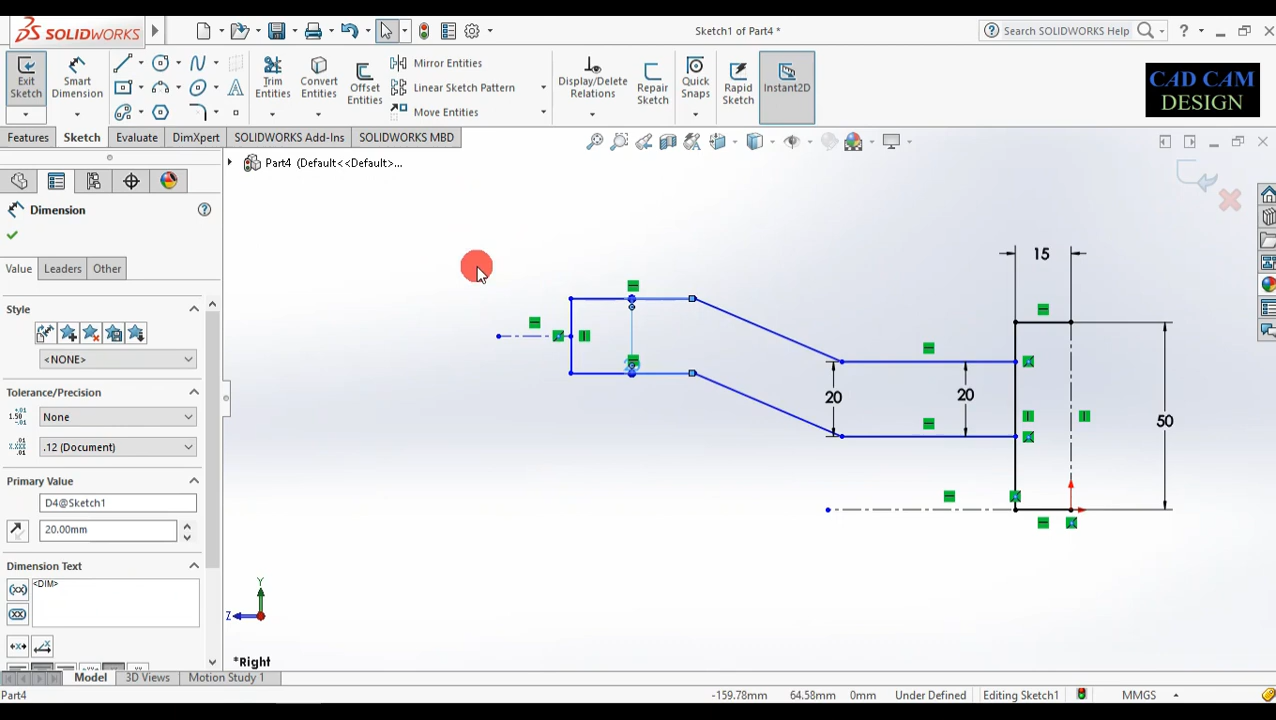 SOLIDWORKS
Sketch1 of Part4 *
Search SOLIDWORKS Help
Exit Sketch
Smart Dimension
Trim Entities
Convert Entities
Offset Entities
Mirror Entities
Linear Sketch Pattern
Move Entities
Display/Delete Relations
Repair Sketch
Quick Snaps
Rapid Sketch
Instant2D
CAD CAM
DESIGN
Features
Sketch
Evaluate
DimXpert
SOLIDWORKS Add-Ins
SOLIDWORKS MBD
Part4 (Default<<Default>...
Dimension
Value
Leaders
Other
Style
<NONE>
Tolerance/Precision
None
.12 (Document)
Primary Value
D4@Sketch1
20.00mm
Dimension Text
<DIM>
15
20
20
50
Y
Z
*Right
Model
3D Views
Motion Study 1
Part4
-159.78mm
64.58mm
0mm
Under Defined
Editing Sketch1
MMGS